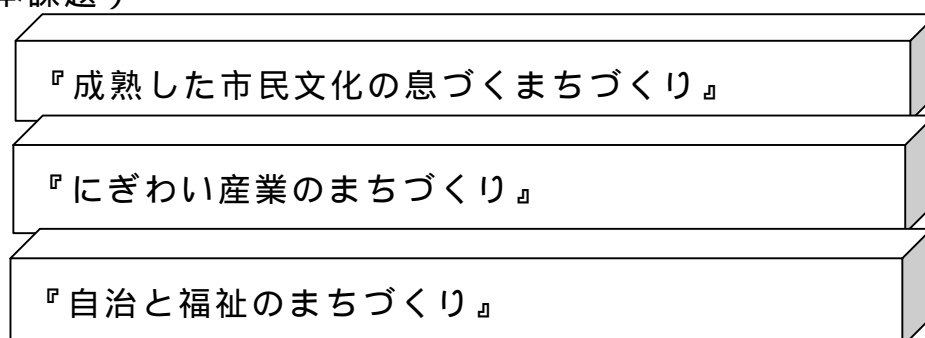 『成熟した市民文化の息づくまちづくり』
『にぎわい産業のまちづくり』
『自治と福祉のまちづくり』